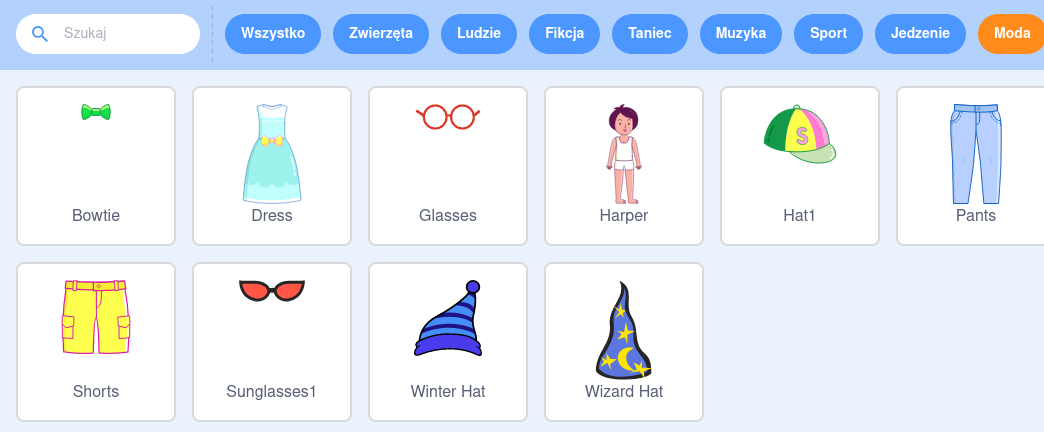 Szukaj
Wszystko Zwierzęta Ludzie Fikcja Taniec Muzyka Sport Jedzenie Moda
S
Bowtie Dress Glasses Harper Hat1 Pants
Shorts Sunglasses1 Winter Hat Wizard Hat